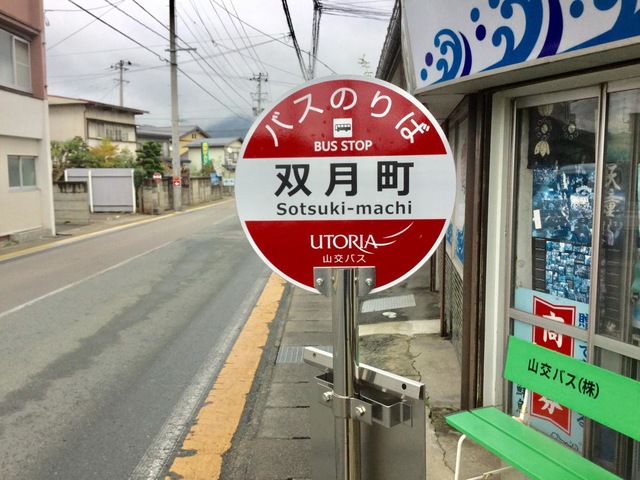 バスのりば
BUS STOP
双月町
Sotsuki-machi
UTORIA
山交バス
山交バス(株)